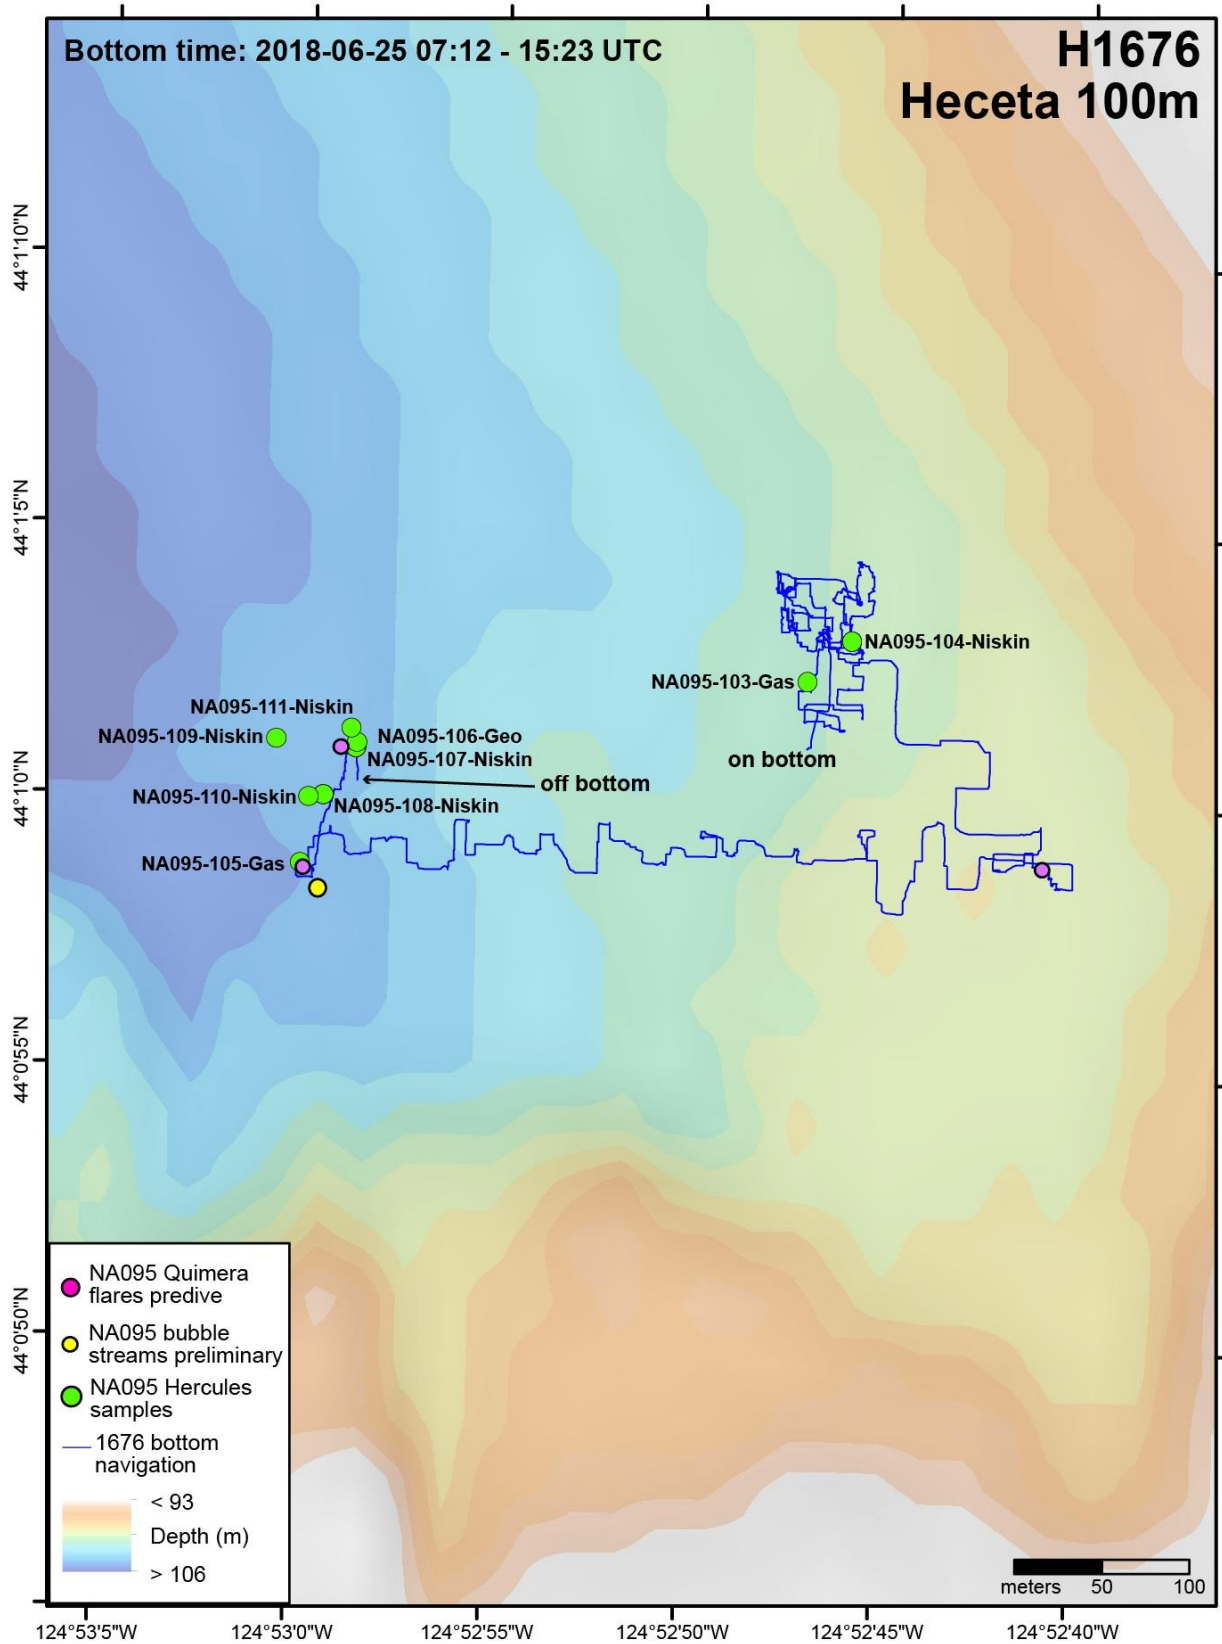 Bottom time: 2018-06-25 07:12 - 15:23 UTC
H1676
Heceta 100m
44°1'10"N
44°1'5"N
44°1'0"N
44°0'55"N
44°0'50"N
NA095-104-Niskin
NA095-103-Gas
on bottom
NA095-111-Niskin
NA095-109-Niskin
NA095-106-Geo
NA095-107-Niskin
off bottom
NA095-110-Niskin
NA095-108-Niskin
NA095-105-Gas
NA095 Quimera
flares predive
NA095 bubble
streams preliminary
NA095 Hercules
samples
1676 bottom
navigation
< 93
Depth (m)
> 106
meters 50 100
124°53'5"W
124°53'0"W
124°52'55"W
124°52'50"W
124°52'45"W
124°52'40"W